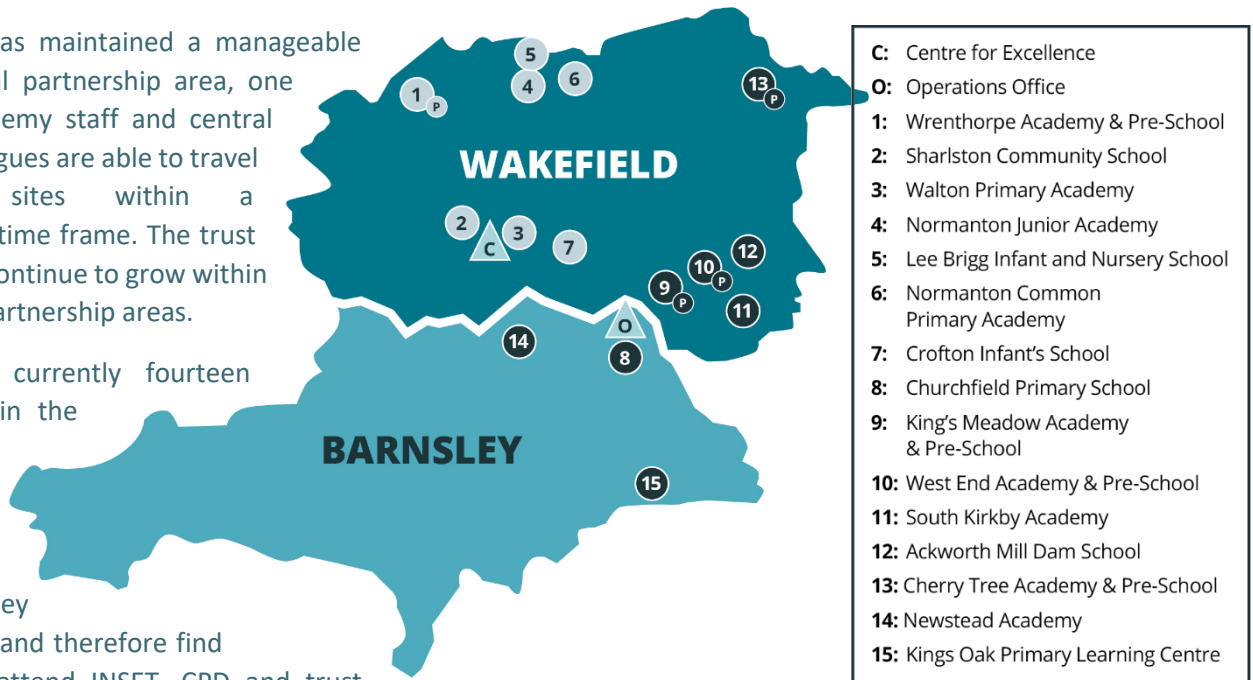 as maintained a manageable
l partnership area, one
emy staff and central
gues are able to travel
sites within a
time frame. The trust
ontinue to grow within
artnership areas.
currently fourteen
in the
ey
and therefore find
attend INSET, CPD and trust
WAKEFIELD
BARNSLEY
1
P
5
4
6
13
P
2
C
3
7
12
10
P
9
P
11
14
O
8
15
C: Centre for Excellence
O: Operations Office
1: Wrenthorpe Academy & Pre-School
2: Sharlston Community School
3: Walton Primary Academy
4: Normanton Junior Academy
5: Lee Brigg Infant and Nursery School
6: Normanton Common
Primary Academy
7: Crofton Infant's School
8: Churchfield Primary School
9: King's Meadow Academy
& Pre-School
10: West End Academy & Pre-School
11: South Kirkby Academy
12: Ackworth Mill Dam School
13: Cherry Tree Academy & Pre-School
14: Newstead Academy
15: Kings Oak Primary Learning Centre